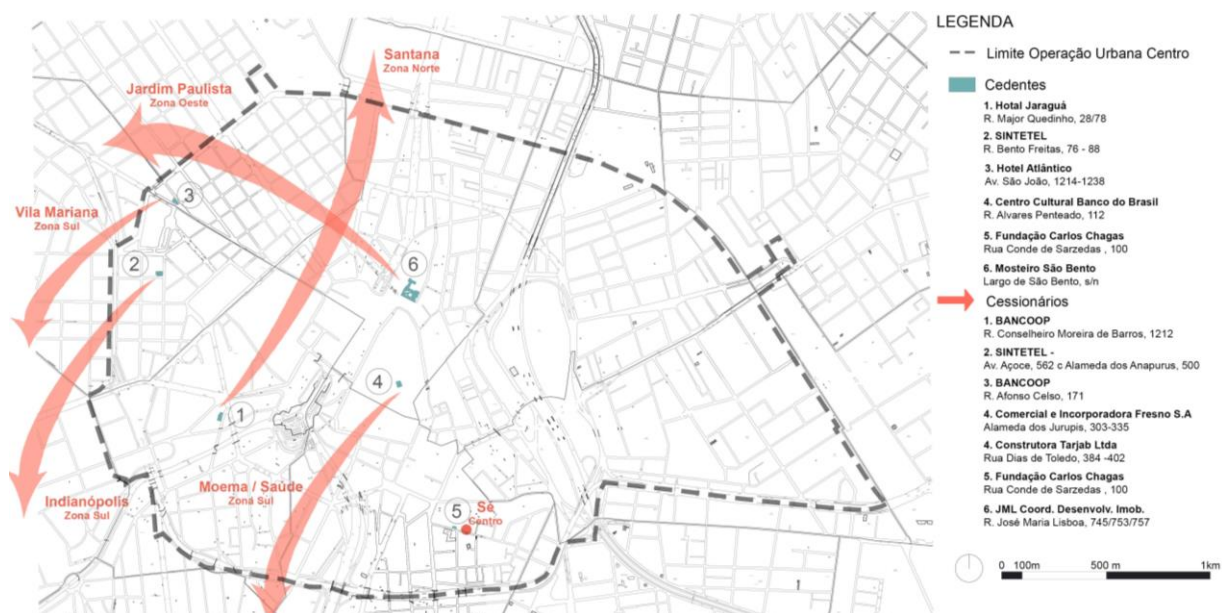 Santana
Zona Norte
Jardim Paulista
Zona Oeste
3
Vila Mariana
Zona Sul
2
6
4
1
Moema / Saúde
Zona Sul
Indianópolis
Zona Sul
5
Sé
Centro
LEGENDA
Limite Operação Urbana Centro
Cedentes
1. Hotal Jaraguá
R. Major Quedinho, 28/78
2. SINTETEL
R. Bento Freitas, 76 - 88
3. Hotel Atlântico
Av. São João, 1214-1238
4. Centro Cultural Banco do Brasil
R. Alvares Penteado, 112
5. Fundação Carlos Chagas
Rua Conde de Sarzedas , 100
6. Mosteiro São Bento
Largo de São Bento, s/n
Cessionários
1. BANCOOP
R. Conselheiro Moreira de Barros, 1212
2. SINTETEL -
Av. Açoce, 562 c Alameda dos Anapurus, 500
3. BANCOOP
R. Afonso Celso, 171
4. Comercial e Incorporadora Fresno S.A
Alameda dos Jurupis, 303-335
4. Construtora Tarjab Ltda
Rua Dias de Toledo, 384 -402
5. Fundação Carlos Chagas
Rua Conde de Sarzedas , 100
6. JML Coord. Desenvolv. Imob.
R. José Maria Lisboa, 745/753/757
0 100m 500 m 1km